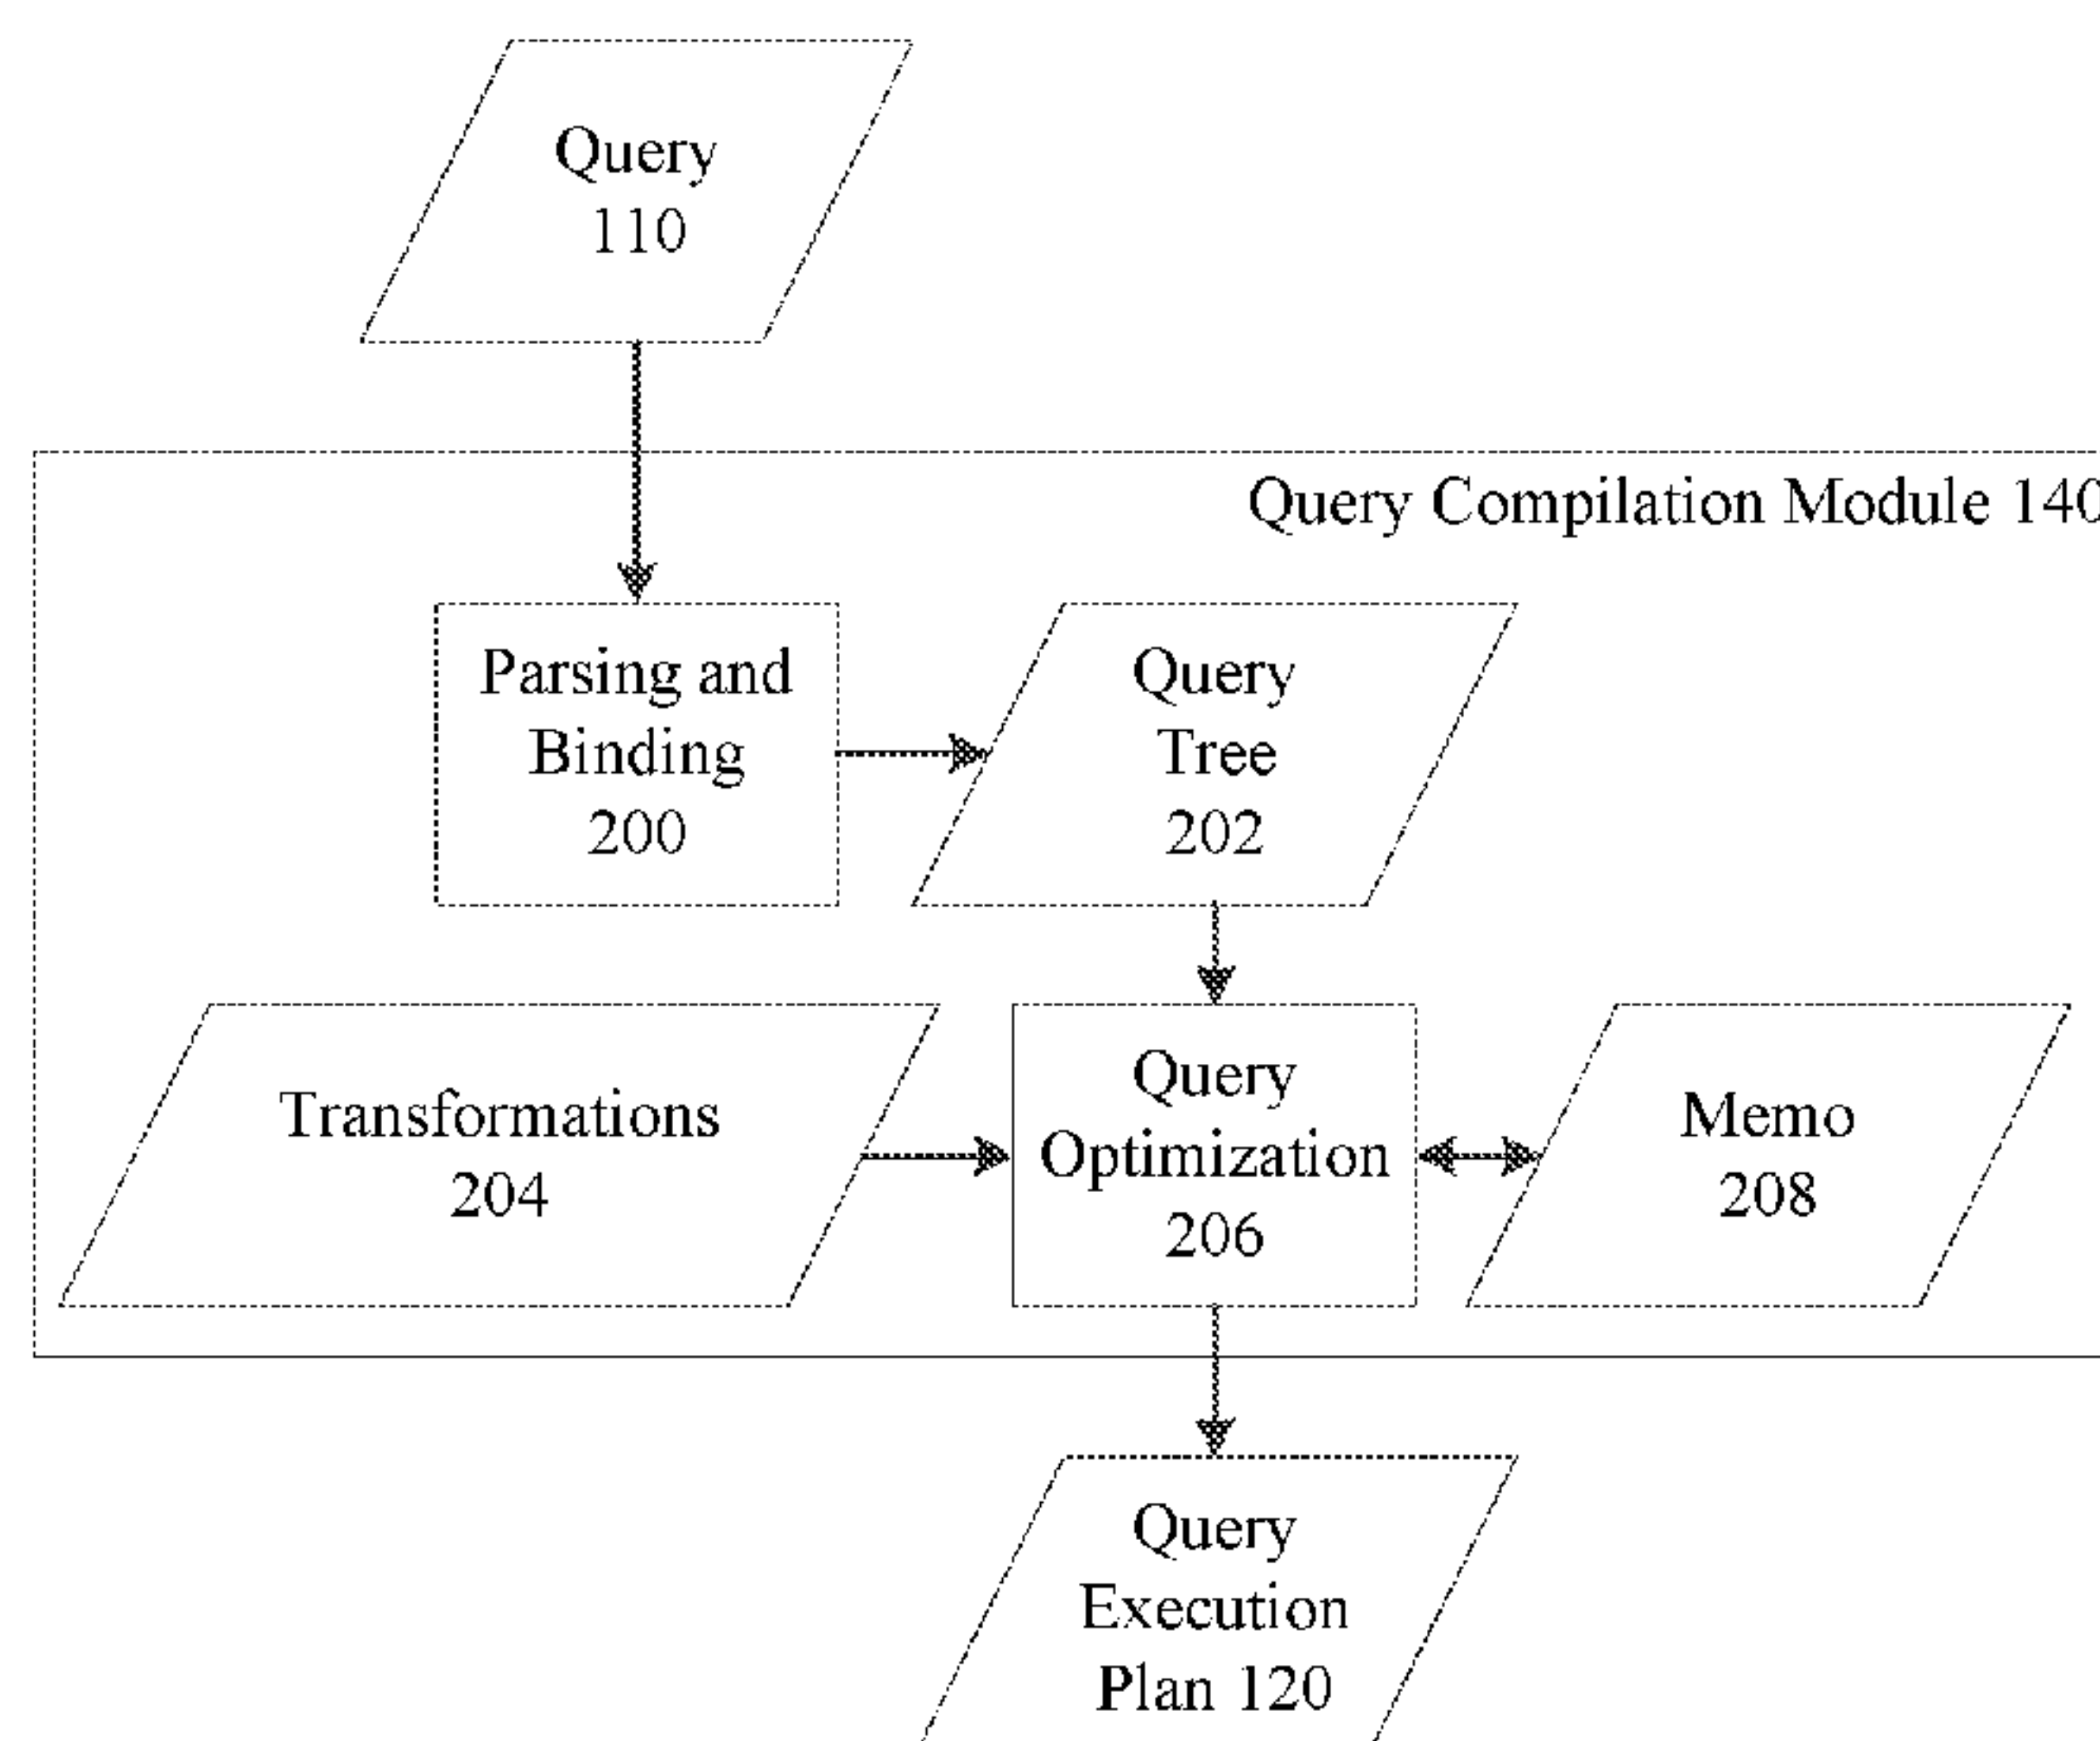 Query
110
Query Compilation Module 140
Parsing and
Binding
200
Query
Tree
202
Transformations
204
Query
Optimization
206
Memo
208
Query
Execution
Plan 120